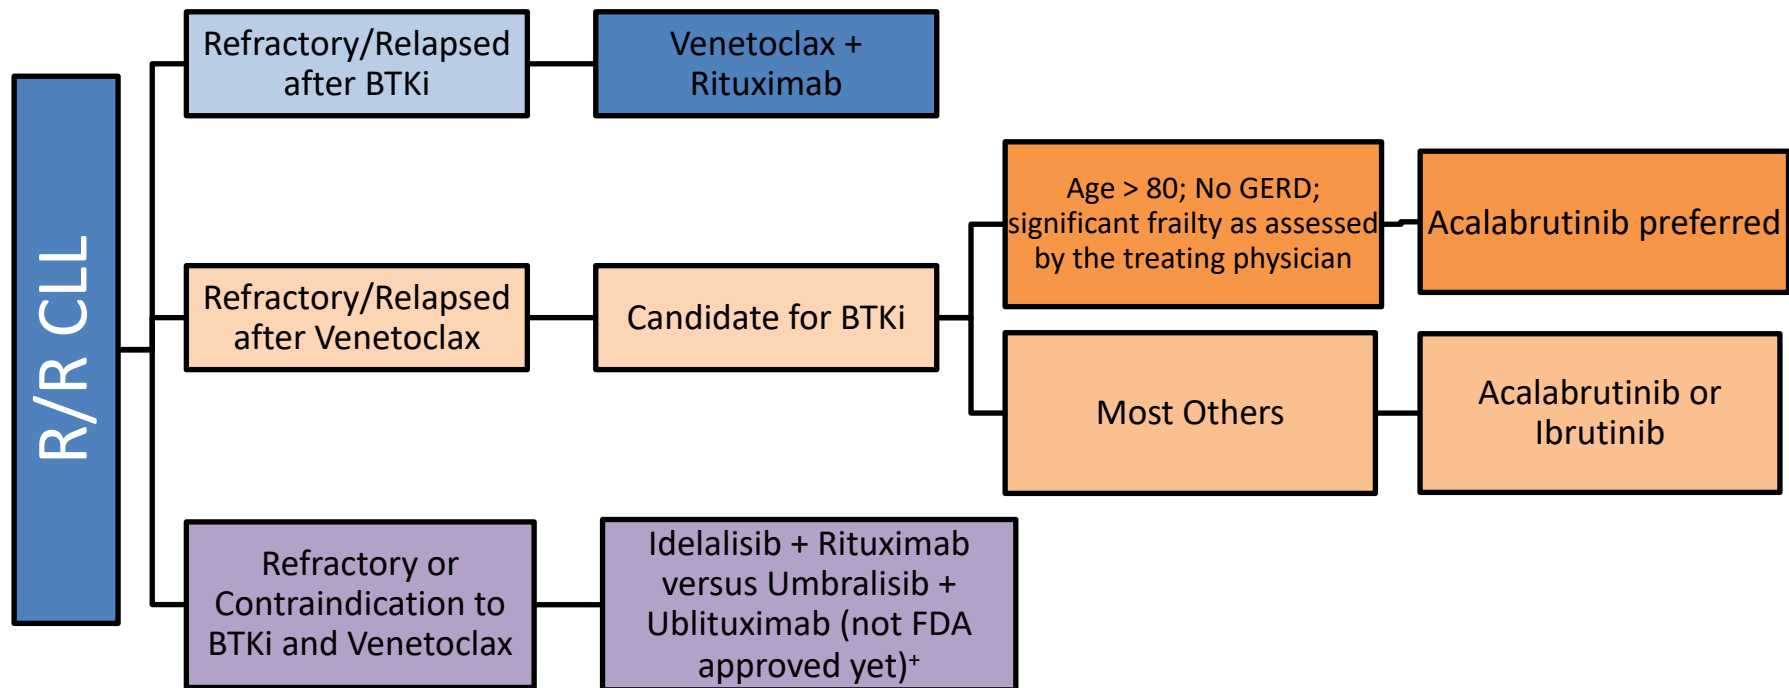 R/R CLL
Refractory/Relapsed
after BTKi
Venetoclax +
Rituximab
Refractory/Relapsed
after Venetoclax
Candidate for BTKi
Age > 80; No GERD;
significant frailty as assessed
by the treating physician
Acalabrutinib preferred
Most Others
Acalabrutinib or
Ibrutinib
Refractory or
Contraindication to
BTKi and Venetoclax
Idelalisib + Rituximab
versus Umbralisib +
Ublituximab (not FDA
approved yet)⁺